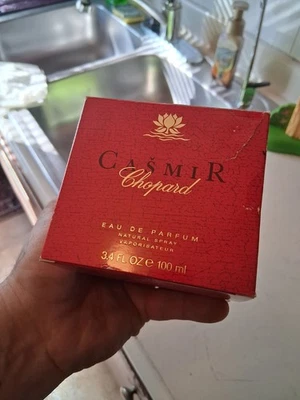 CAŠMIR
Chopard
EAU DE PARFUM
NATURAL SPRAY
VAPORISATEUR
3.4 FL OZ e 100 ml